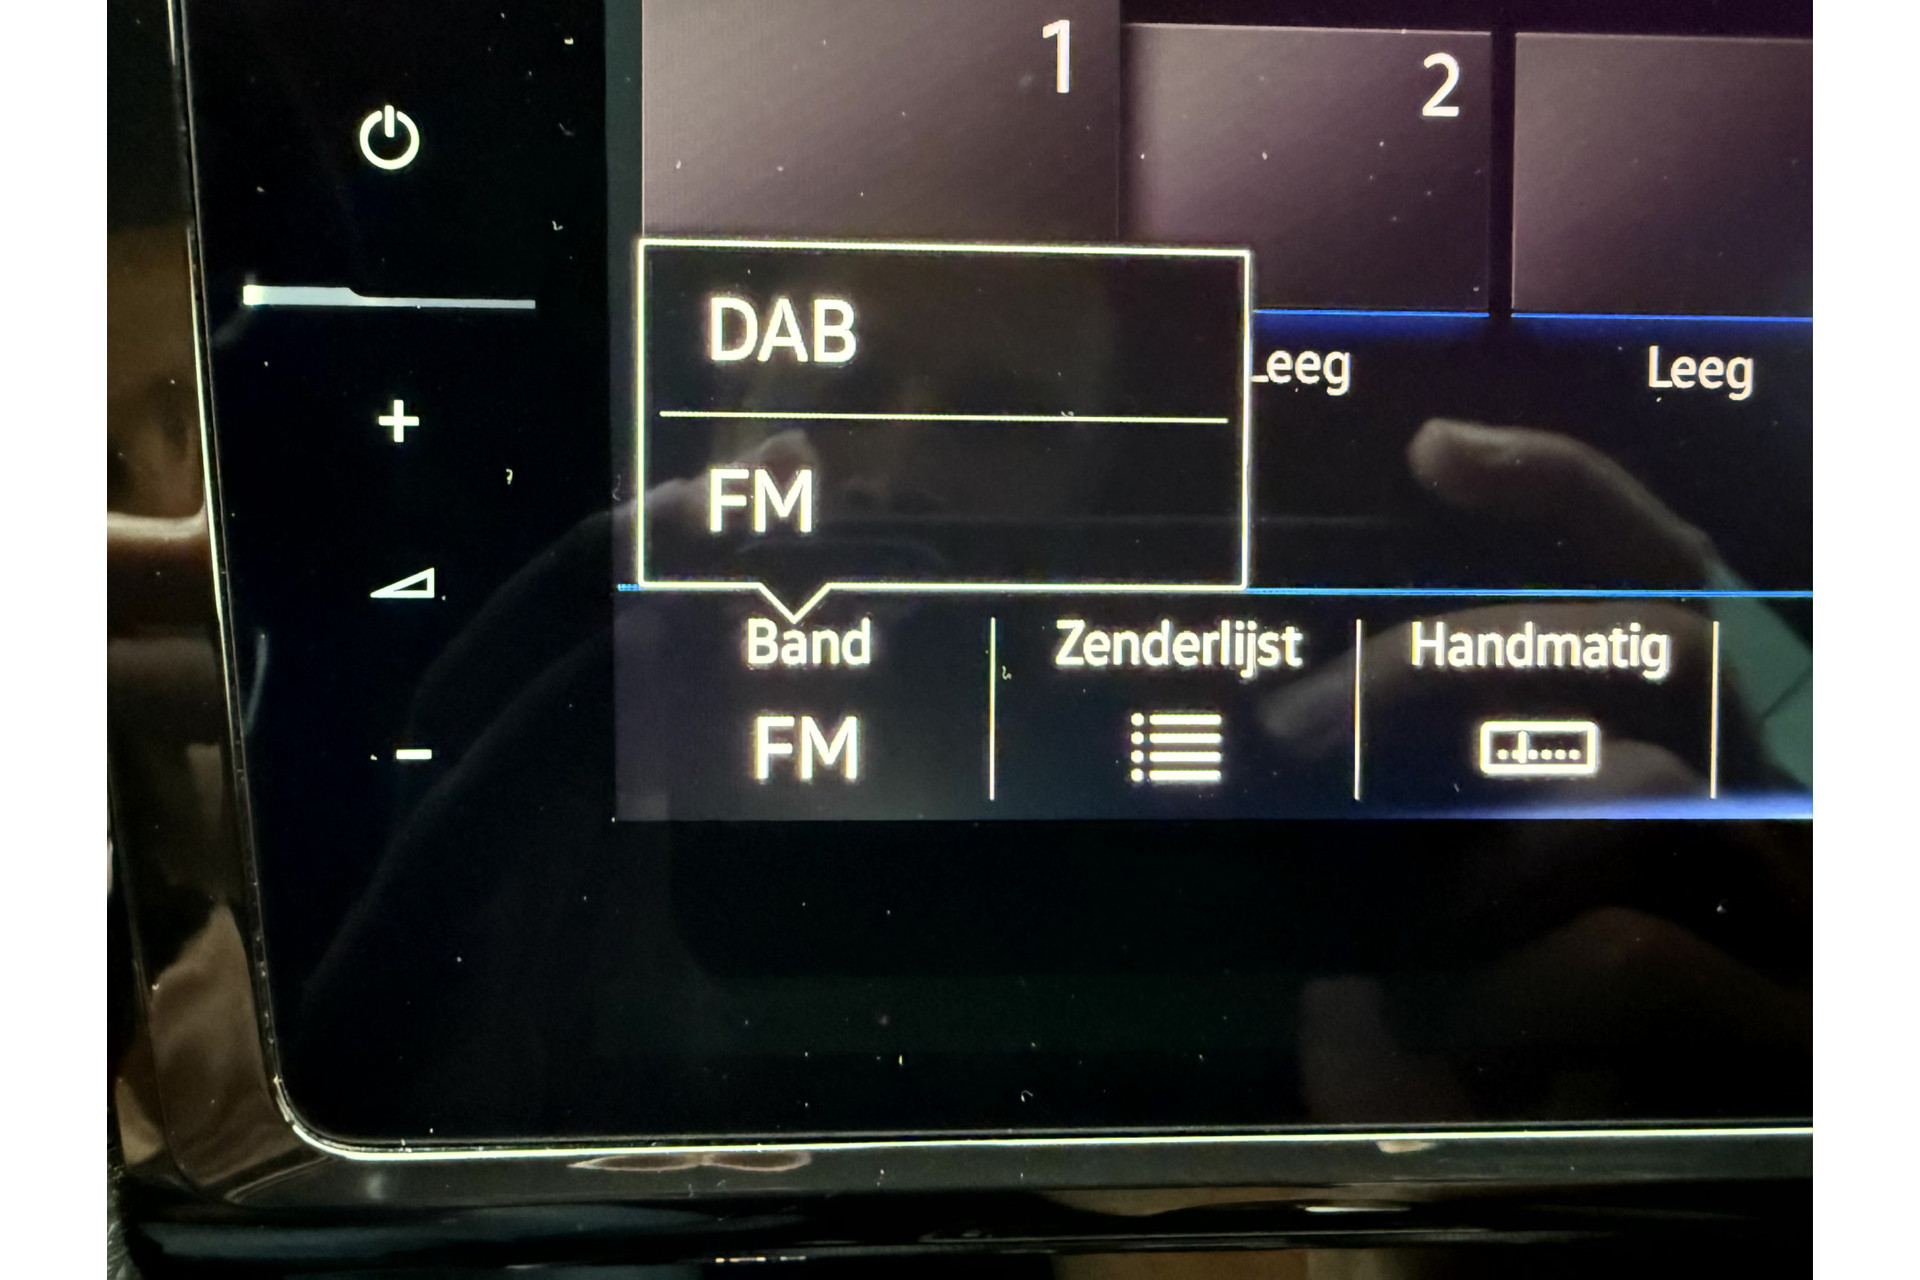 1
2
DAB
FM
Leeg
Leeg
Band
Zenderlijst
Handmatig
FM